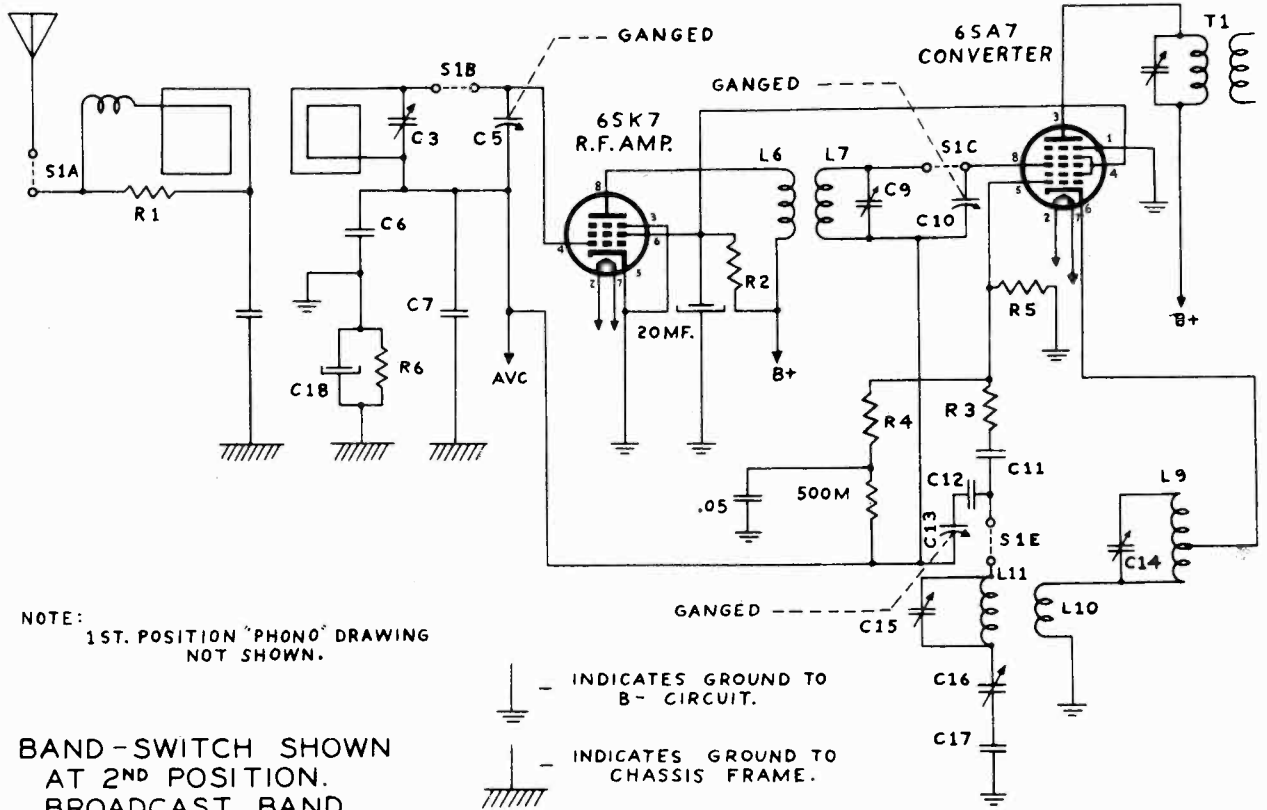 GANGED
6SA7
CONVERTER
T1
S1B
GANGED
6SK7
R.F. AMP.
C3
C5
S1A
R1
L6
L7
S1C
C9
C10
8
3
6
4
5
2
7
3
1
8
4
5
2
7
6
C6
R2
R5
C7
20MF.
B+
B+
C18
R6
AVC
R4
R3
C11
C12
L9
.05
500M
C13
S1E
C14
L11
GANGED
C15
L10
NOTE:
1ST. POSITION "PHONO" DRAWING
NOT SHOWN.
C16
- INDICATES GROUND TO
B- CIRCUIT.
C17
BAND-SWITCH SHOWN
AT 2ND POSITION.
BROADCAST BAND
- INDICATES GROUND TO
CHASSIS FRAME.